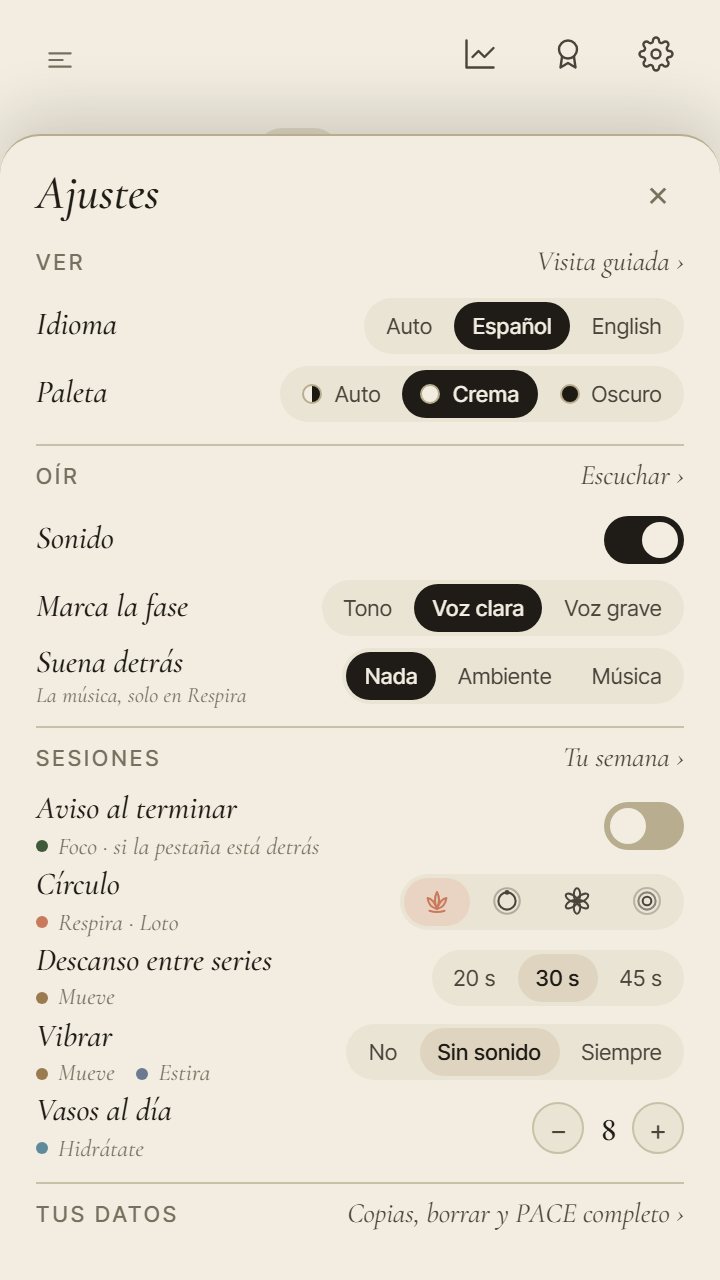 Ajustes
VER
Visita guiada ›
Idioma
Auto
Español
English
Paleta
Auto
Crema
Oscuro
OÍR
Escuchar ›
Sonido
Marca la fase
Tono
Voz clara
Voz grave
Suena detrás
La música, solo en Respira
Nada
Ambiente
Música
SESIONES
Tu semana ›
Aviso al terminar
Foco · si la pestaña está detrás
Círculo
Respira · Loto
Descanso entre series
Mueve
20 s
30 s
45 s
Vibrar
Mueve
Estira
No
Sin sonido
Siempre
Vasos al día
Hidrátate
− 8 +
TUS DATOS
Copias, borrar y PACE completo ›